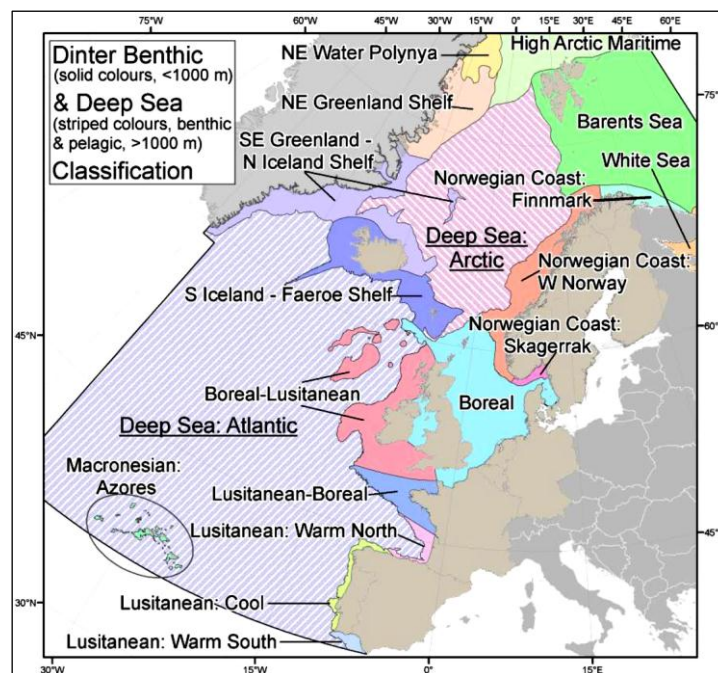 75°W
60°W
45°W
30°W
15°W
0°
15°E
30°E
45°E
60°E
Dinter Benthic
(solid colours, <1000 m)
& Deep Sea
(striped colours, benthic
& pelagic, >1000 m)
Classification
NE Water Polynya
High Arctic Maritime
NE Greenland Shelf
75°N
Barents Sea
SE Greenland -
N Iceland Shelf
White Sea
Norwegian Coast:
Finnmark
Deep Sea:
Arctic
Norwegian Coast:
W Norway
S Iceland - Faeroe Shelf
45°N
60°N
Norwegian Coast:
Skagerrak
Boreal-Lusitanean
Boreal
Deep Sea: Atlantic
Macronesian:
Azores
Lusitanean-Boreal
Lusitanean: Warm North
30°N
45°N
Lusitanean: Cool
Lusitanean: Warm South
30°W
15°W
0°
15°E